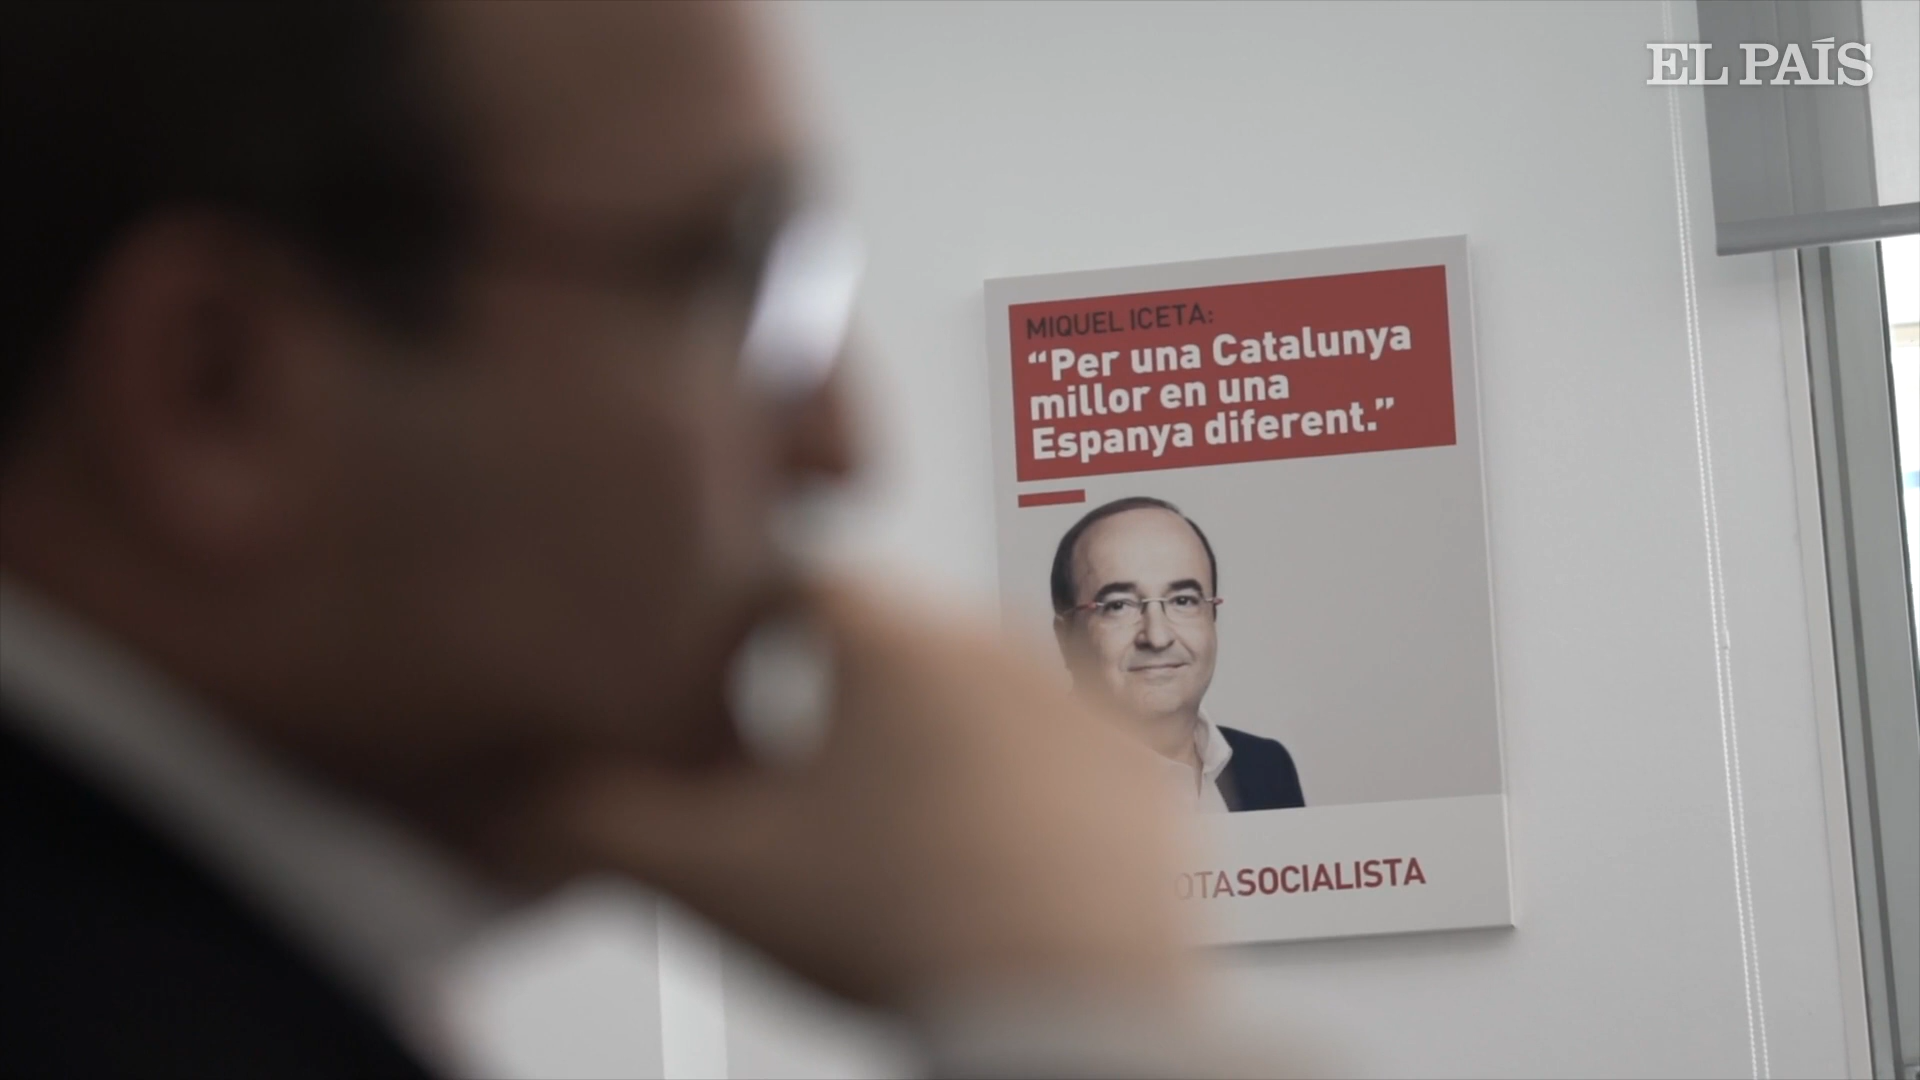 EL PAÍS
MIQUEL ICETA:
“Per una Catalunya
millor en una
Espanya diferent.”
OTASOCIALISTA